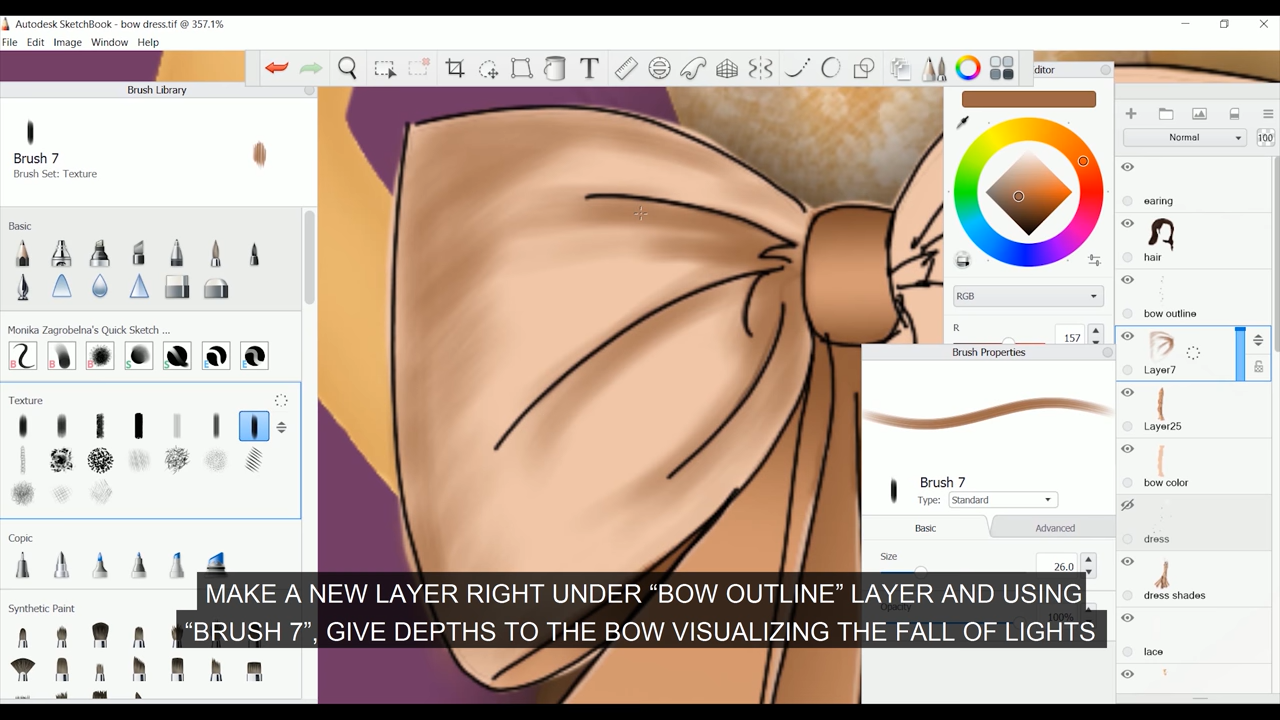 Autodesk SketchBook - bow dress.tif @ 357.1%
File Edit Image Window Help
Brush Library
Brush 7
Brush Set: Texture
Basic
Monika Zagrobelna's Quick Sketch ...
Texture
Copic
Synthetic Paint
T
ditor
RGB
R
157
Brush Properties
Brush 7
Type: Standard
Basic Advanced
Size
26.0
Opacity
Normal 100
earing
hair
bow outline
Layer7
Layer25
bow color
dress
dress shades
lace
MAKE A NEW LAYER RIGHT UNDER “BOW OUTLINE” LAYER AND USING
“BRUSH 7”, GIVE DEPTHS TO THE BOW VISUALIZING THE FALL OF LIGHTS